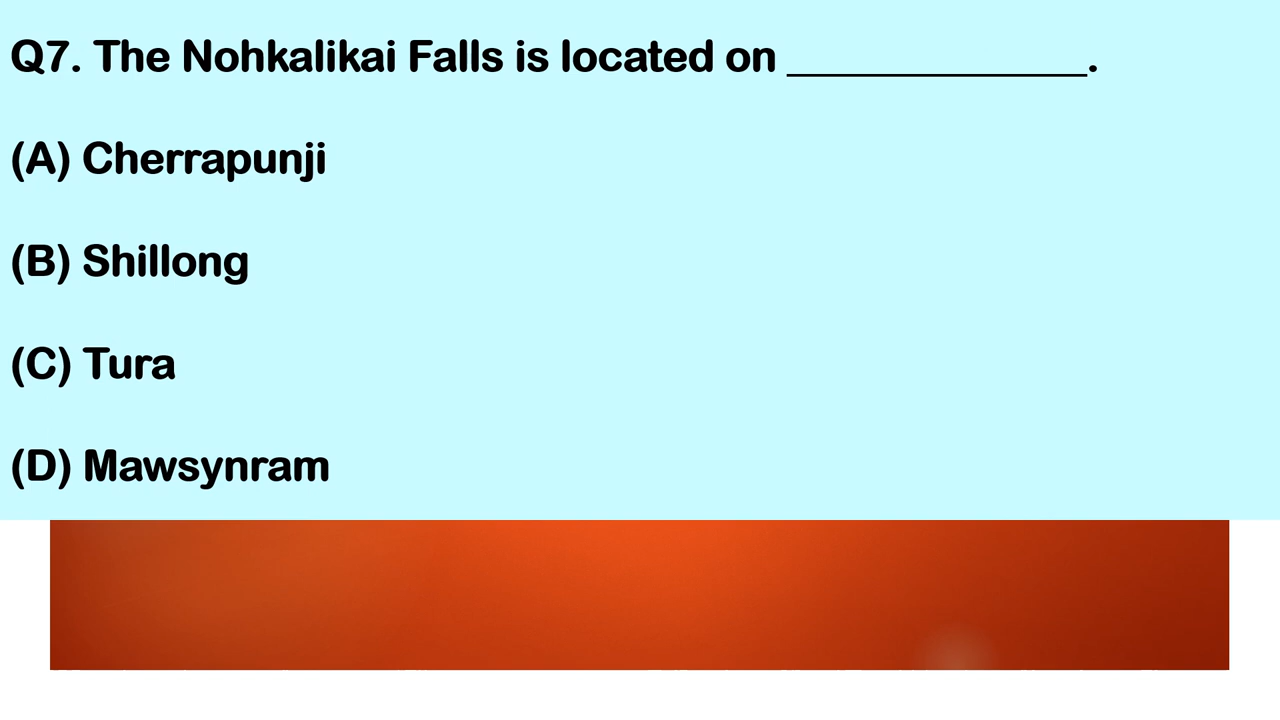 Q7. The Nohkalikai Falls is located on ______________.
(A) Cherrapunji
(B) Shillong
(C) Tura
(D) Mawsynram